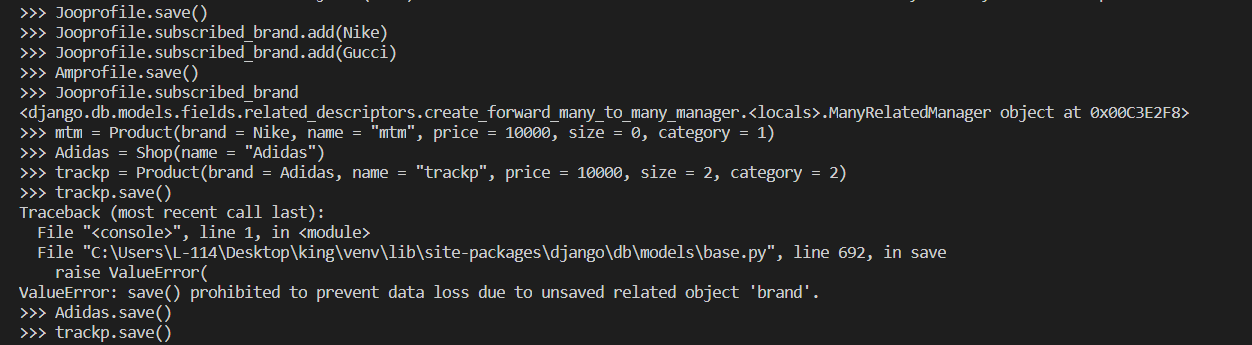 >>> Jooprofile.save()
>>> Jooprofile.subscribed_brand.add(Nike)
>>> Jooprofile.subscribed_brand.add(Gucci)
>>> Amprofile.save()
>>> Jooprofile.subscribed_brand
<django.db.models.fields.related_descriptors.create_forward_many_to_many_manager.<locals>.ManyRelatedManager object at 0x00C3E2F8>
>>> mtm = Product(brand = Nike, name = "mtm", price = 10000, size = 0, category = 1)
>>> Adidas = Shop(name = "Adidas")
>>> trackp = Product(brand = Adidas, name = "trackp", price = 10000, size = 2, category = 2)
>>> trackp.save()
Traceback (most recent call last):
  File "<console>", line 1, in <module>
  File "C:\Users\L-114\Desktop\king\venv\lib\site-packages\django\db\models\base.py", line 692, in save
    raise ValueError(
ValueError: save() prohibited to prevent data loss due to unsaved related object 'brand'.
>>> Adidas.save()
>>> trackp.save()